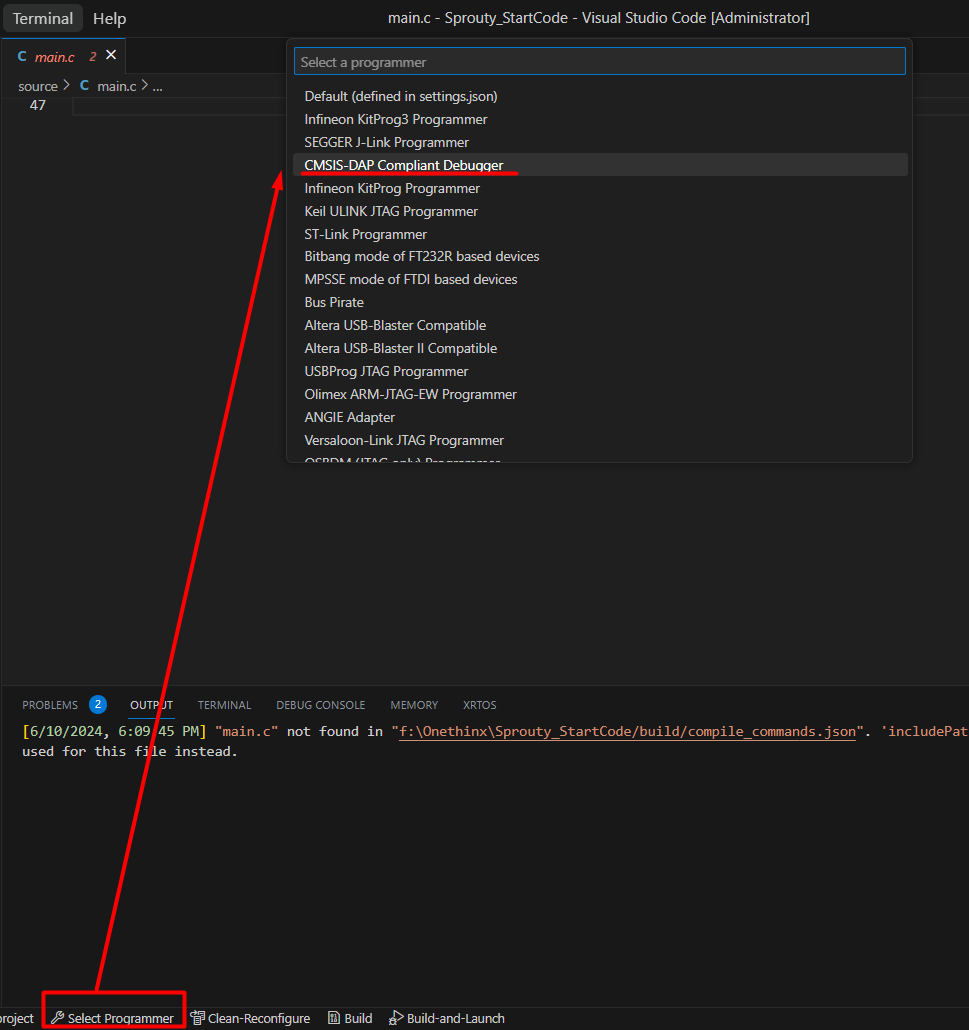 Terminal Help main.c - Sprouty_StartCode - Visual Studio Code [Administrator]
C main.c 2
source > C main.c > ...
47
Select a programmer
Default (defined in settings.json)
Infineon KitProg3 Programmer
SEGGER J-Link Programmer
CMSIS-DAP Compliant Debugger
Infineon KitProg Programmer
Keil ULINK JTAG Programmer
ST-Link Programmer
Bitbang mode of FT232R based devices
MPSSE mode of FTDI based devices
Bus Pirate
Altera USB-Blaster Compatible
Altera USB-Blaster II Compatible
USBProg JTAG Programmer
Olimex ARM-JTAG-EW Programmer
ANGIE Adapter
Versaloon-Link JTAG Programmer
OSBDM (JTAG only) Programmer
PROBLEMS 2 OUTPUT TERMINAL DEBUG CONSOLE MEMORY XRTOS
[6/10/2024, 6:09:45 PM] "main.c" not found in "f:\Onethinx\Sprouty_StartCode/build/compile_commands.json". 'includePat
used for this file instead.
project Select Programmer Clean-Reconfigure Build Build-and-Launch